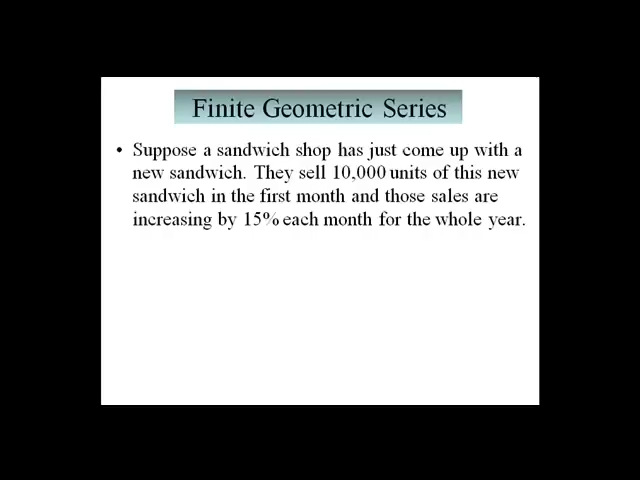 Finite Geometric Series
• Suppose a sandwich shop has just come up with a
new sandwich. They sell 10,000 units of this new
sandwich in the first month and those sales are
increasing by 15% each month for the whole year.